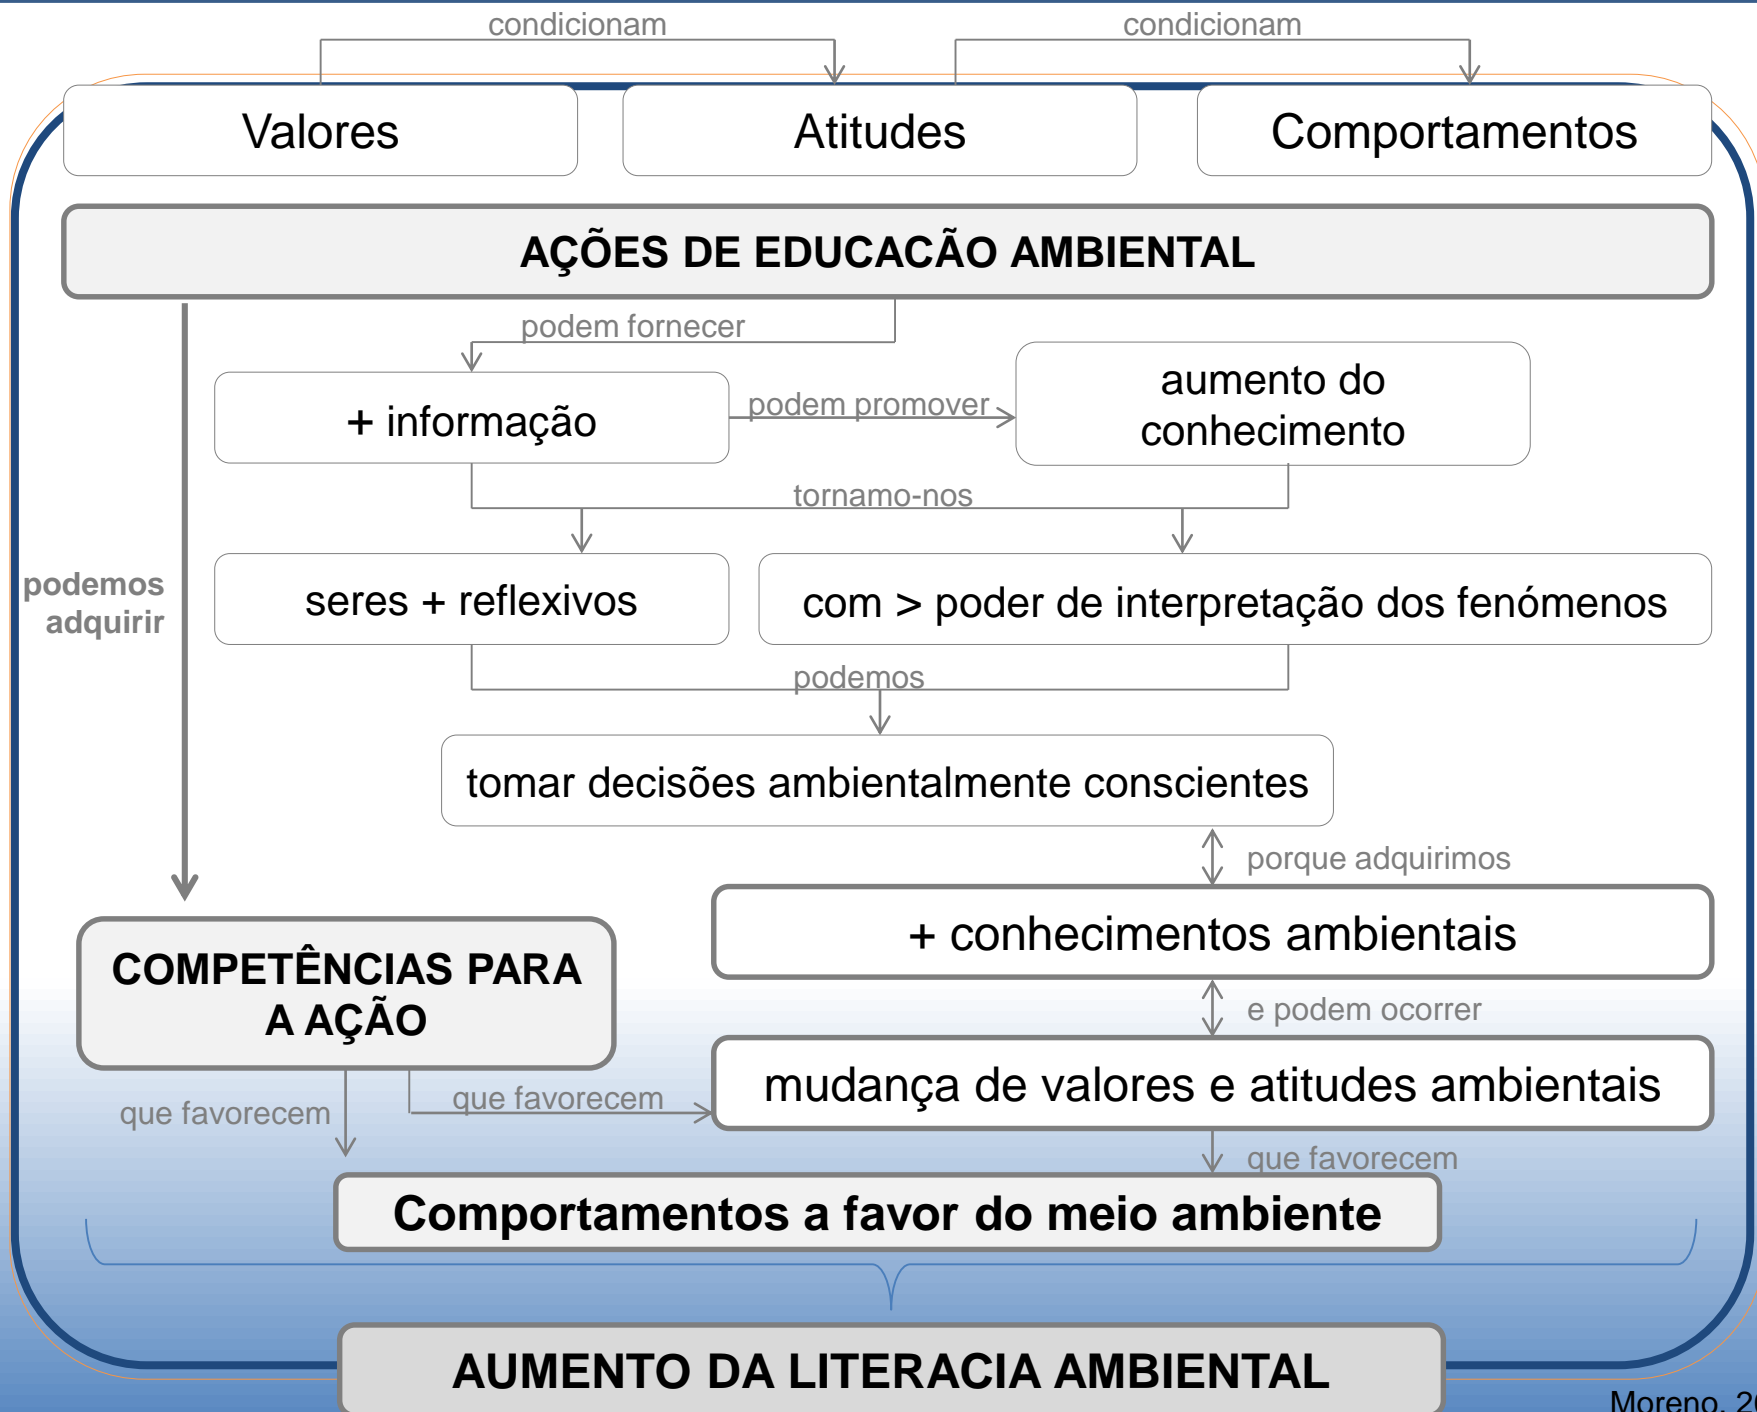 condicionam
condicionam
Valores
Atitudes
Comportamentos
AÇÕES DE EDUCACÃO AMBIENTAL
podem fornecer
+ informação
podem promover
aumento do
conhecimento
tornamo-nos
podemos
adquirir
seres + reflexivos
com > poder de interpretação dos fenómenos
podemos
tomar decisões ambientalmente conscientes
porque adquirimos
+ conhecimentos ambientais
COMPETÊNCIAS PARA
A AÇÃO
e podem ocorrer
mudança de valores e atitudes ambientais
que favorecem
que favorecem
que favorecem
Comportamentos a favor do meio ambiente
AUMENTO DA LITERACIA AMBIENTAL
Moreno,